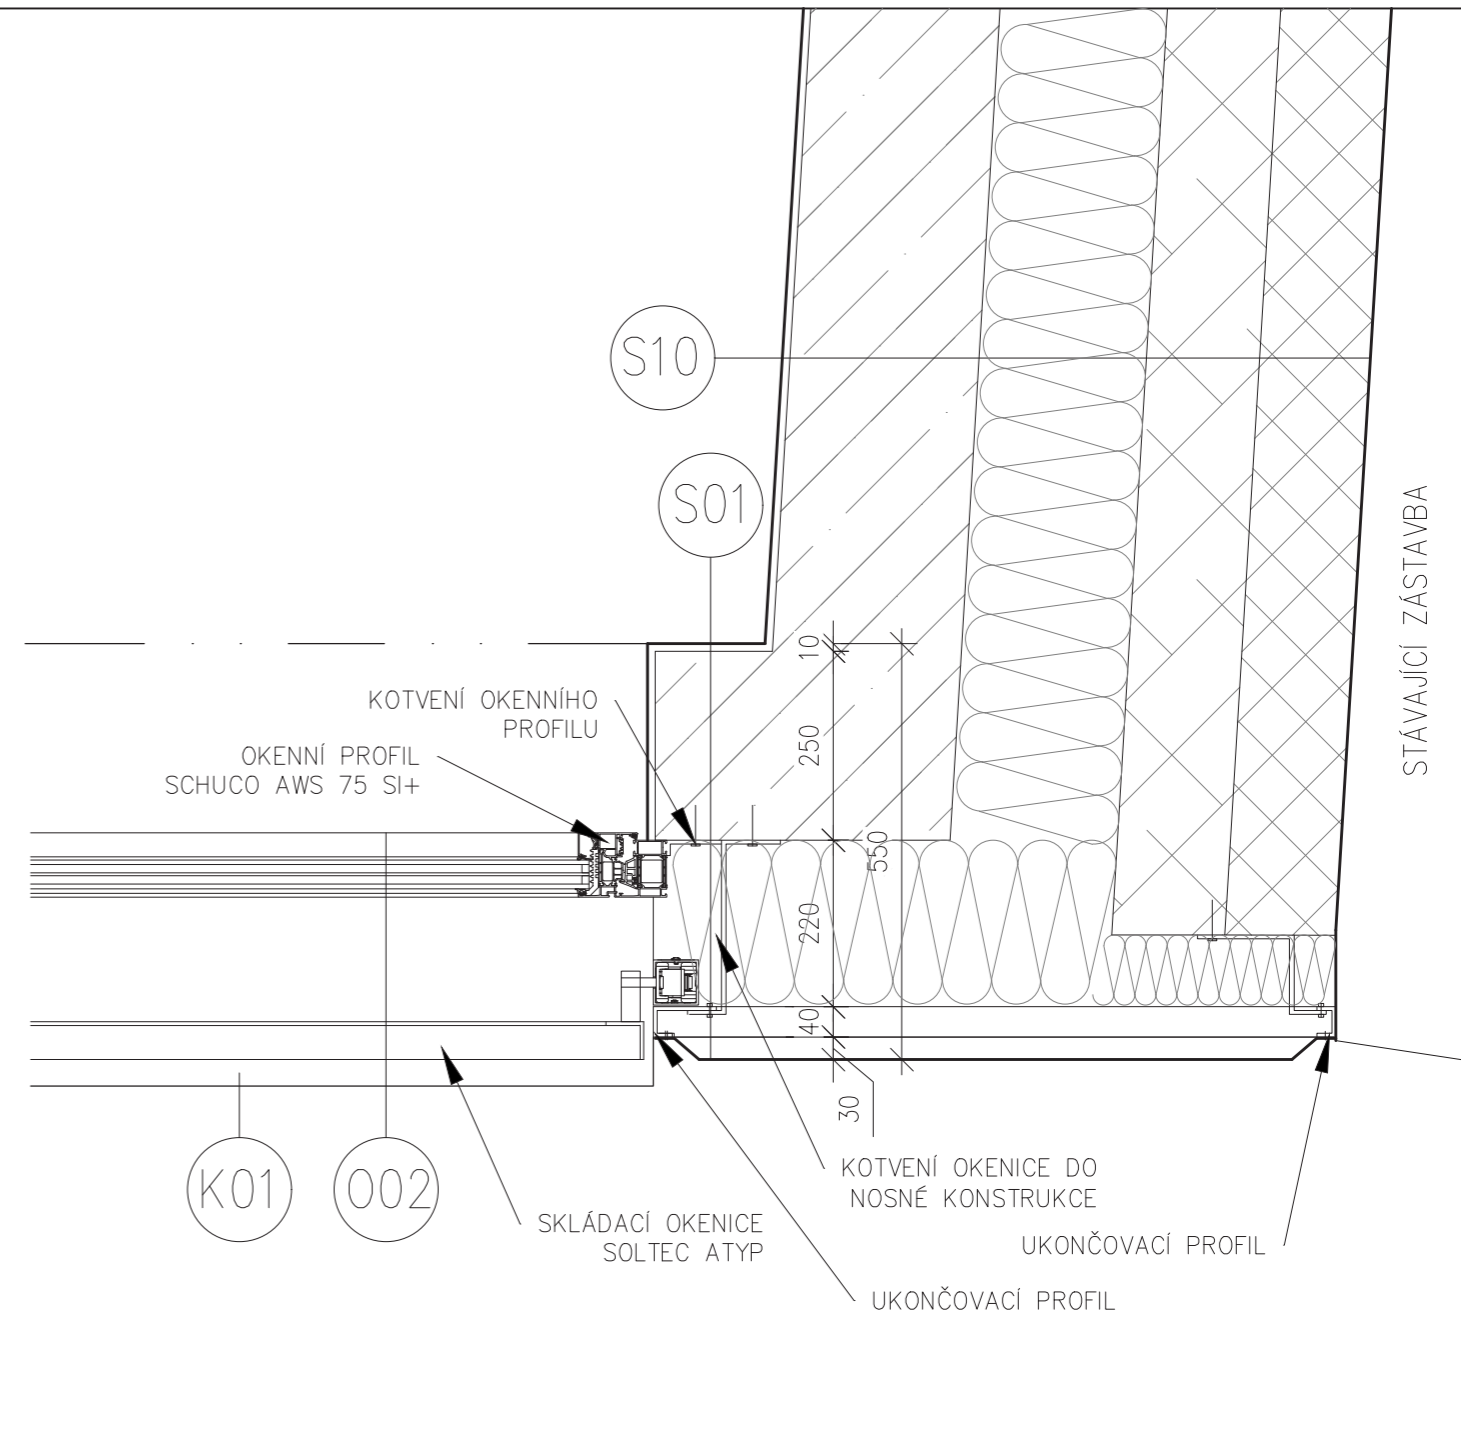 S10
S01
STÁVAJÍCÍ ZÁSTAVBA
10
KOTVENÍ OKENNÍHO
PROFILU
250
OKENNÍ PROFIL
SCHUCO AWS 75 SI+
550
220
40
30
K01
O02
KOTVENÍ OKENICE DO
NOSNÉ KONSTRUKCE
SKLÁDACÍ OKENICE
SOLTEC ATYP
UKONČOVACÍ PROFIL
UKONČOVACÍ PROFIL